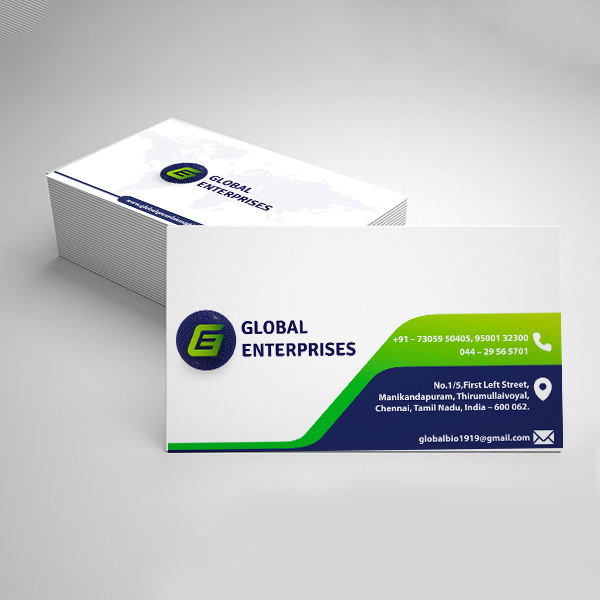 GLOBAL
ENTERPRISES
GE
GLOBAL
ENTERPRISES
+91 – 73059 50405, 95001 32300
044 – 29 56 5701
No.1/5,First Left Street,
Manikandapuram, Thirumullaivoyal,
Chennai, Tamil Nadu, India – 600 062.
globalbio1919@gmail.com